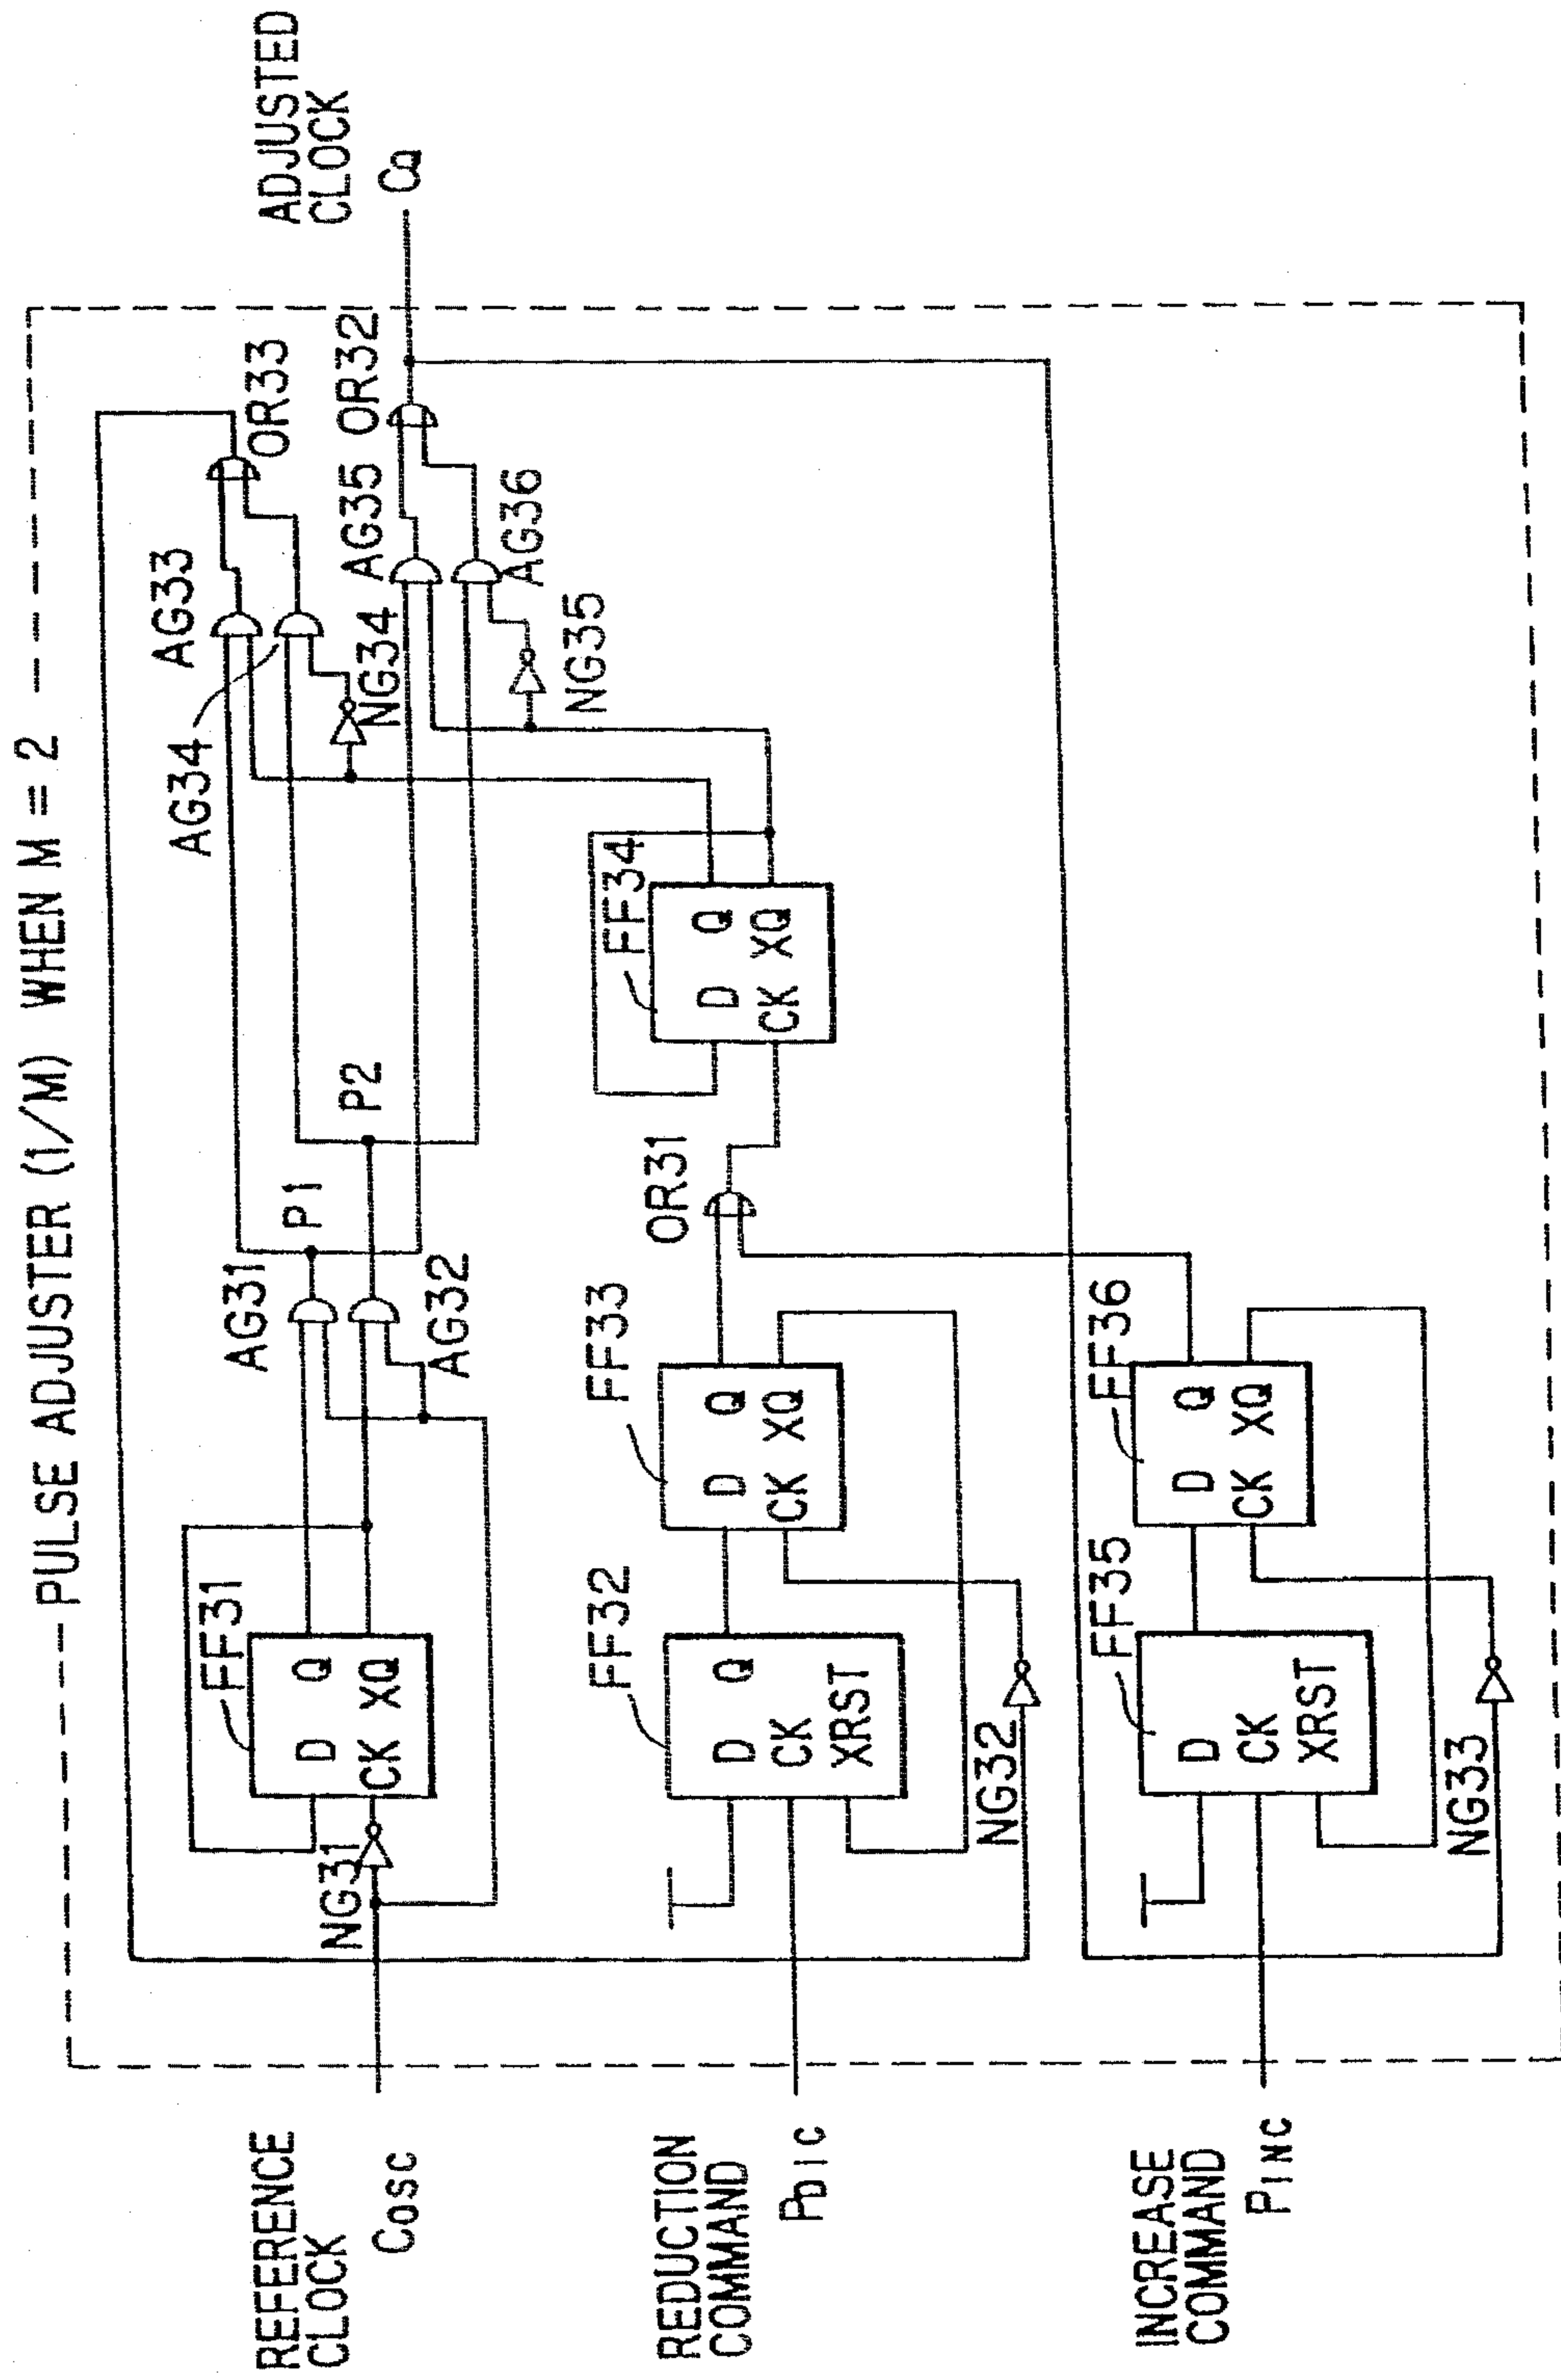 PULSE ADJUSTER (1/M) WHEN M = 2
REFERENCE
CLOCK
COSC
NG31
FF31
D Q
CK XQ
AG31
AG32
P1
P2
AG33
AG34
NG34
OR33
AG35
AG36
NG35
OR32
ADJUSTED
CLOCK
Ca
REDUCTION
COMMAND
PDIC
FF32
D Q
CK
XRST
NG32
FF33
D Q
CK XQ
OR31
FF34
D Q
CK XQ
INCREASE
COMMAND
PINC
FF35
D
CK
XRST
NG33
FF36
D Q
CK XQ